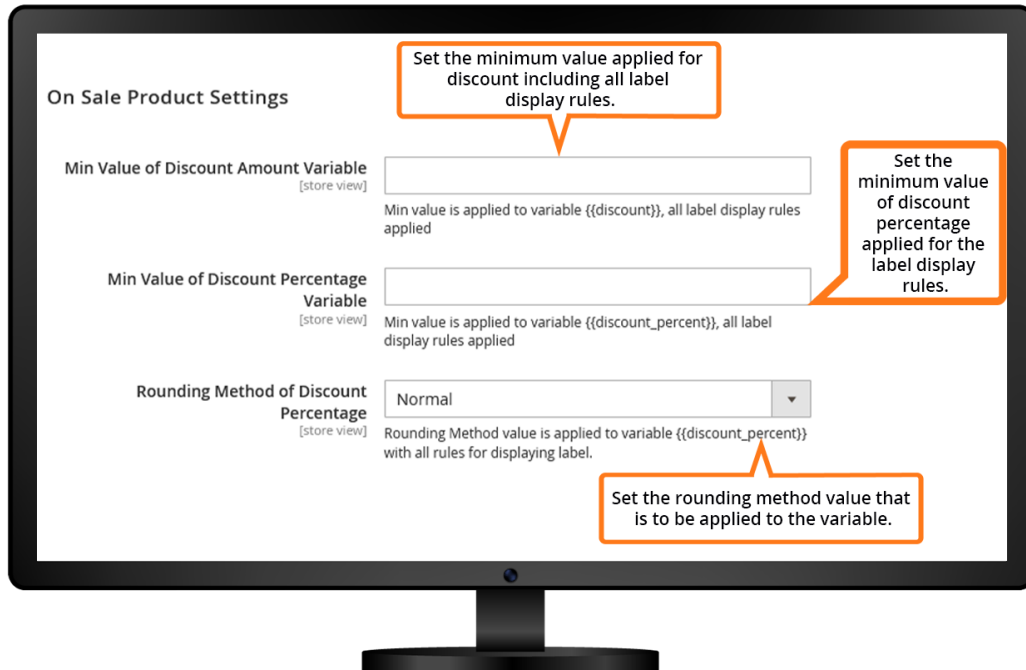 Set the minimum value applied for
discount including all label
display rules.
On Sale Product Settings
Min Value of Discount Amount Variable
[store view]
Min value is applied to variable {{discount}}, all label display rules
applied
Set the
minimum value
of discount
percentage
applied for the
label display
rules.
Min Value of Discount Percentage
Variable
[store view]
Min value is applied to variable {{discount_percent}}, all label
display rules applied
Rounding Method of Discount
Percentage
[store view]
Normal
Rounding Method value is applied to variable {{discount_percent}}
with all rules for displaying label.
Set the rounding method value that
is to be applied to the variable.